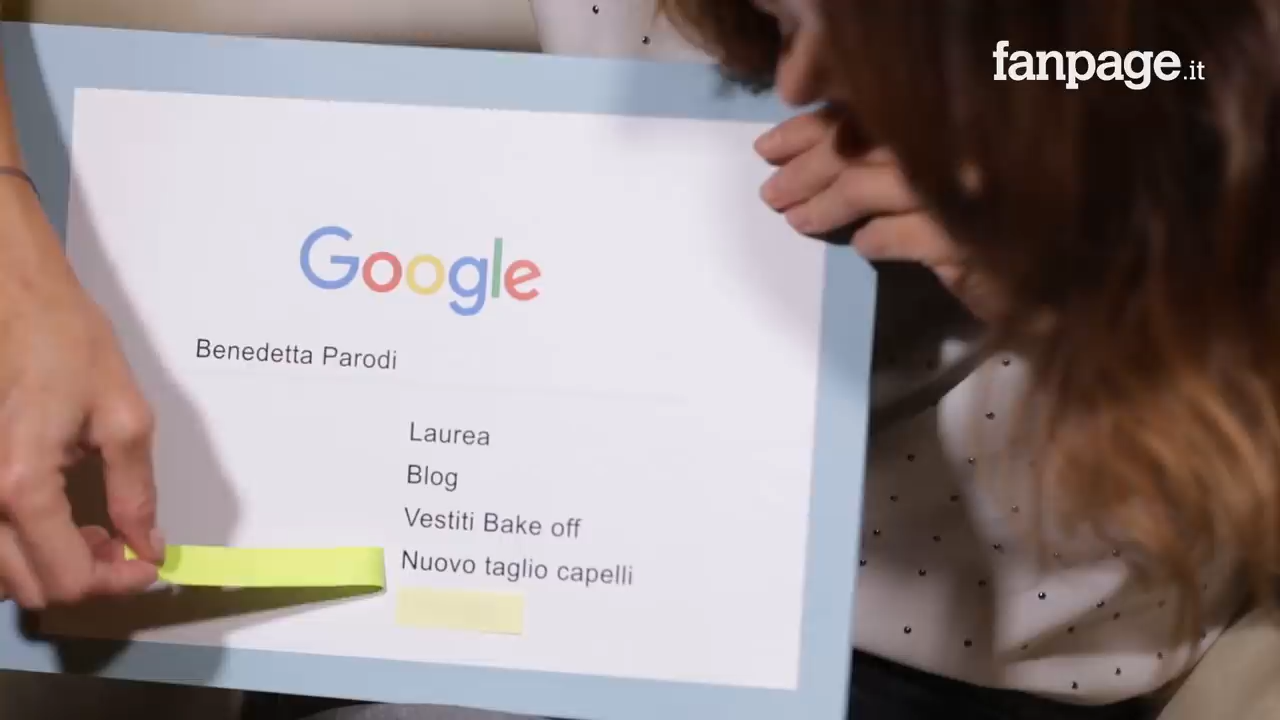 fanpage.it
Google
Benedetta Parodi
Laurea
Blog
Vestiti Bake off
Nuovo taglio capelli